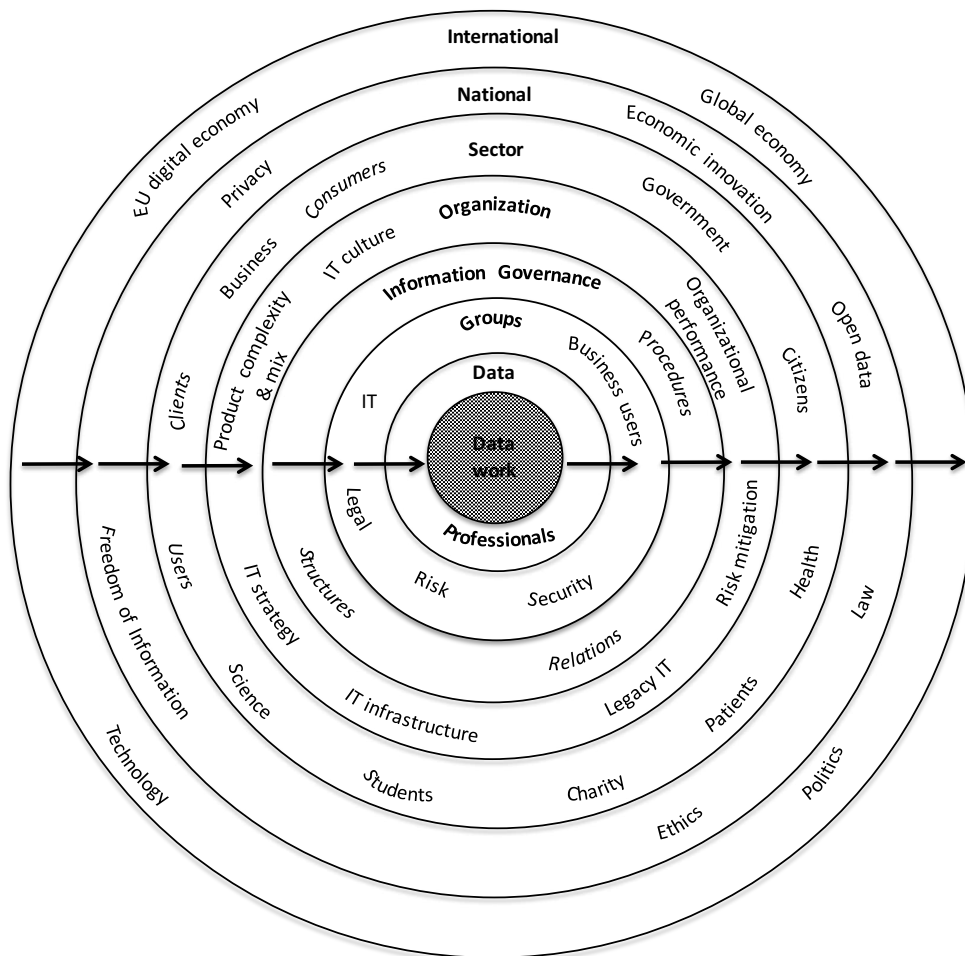 International
EU digital economy
Global economy
Technology
Politics
National
Privacy
Economic innovation
Open data
Freedom of Information
Law
Ethics
Sector
Consumers
Government
Business
Clients
Citizens
Users
Health
Science
Patients
Students
Charity
Organization
IT culture
Organizational
performance
Product complexity
& mix
Risk mitigation
IT strategy
IT infrastructure
Legacy IT
Information Governance
Procedures
Structures
Relations
Groups
IT
Business users
Legal
Risk
Security
Data
Professionals
Data
work